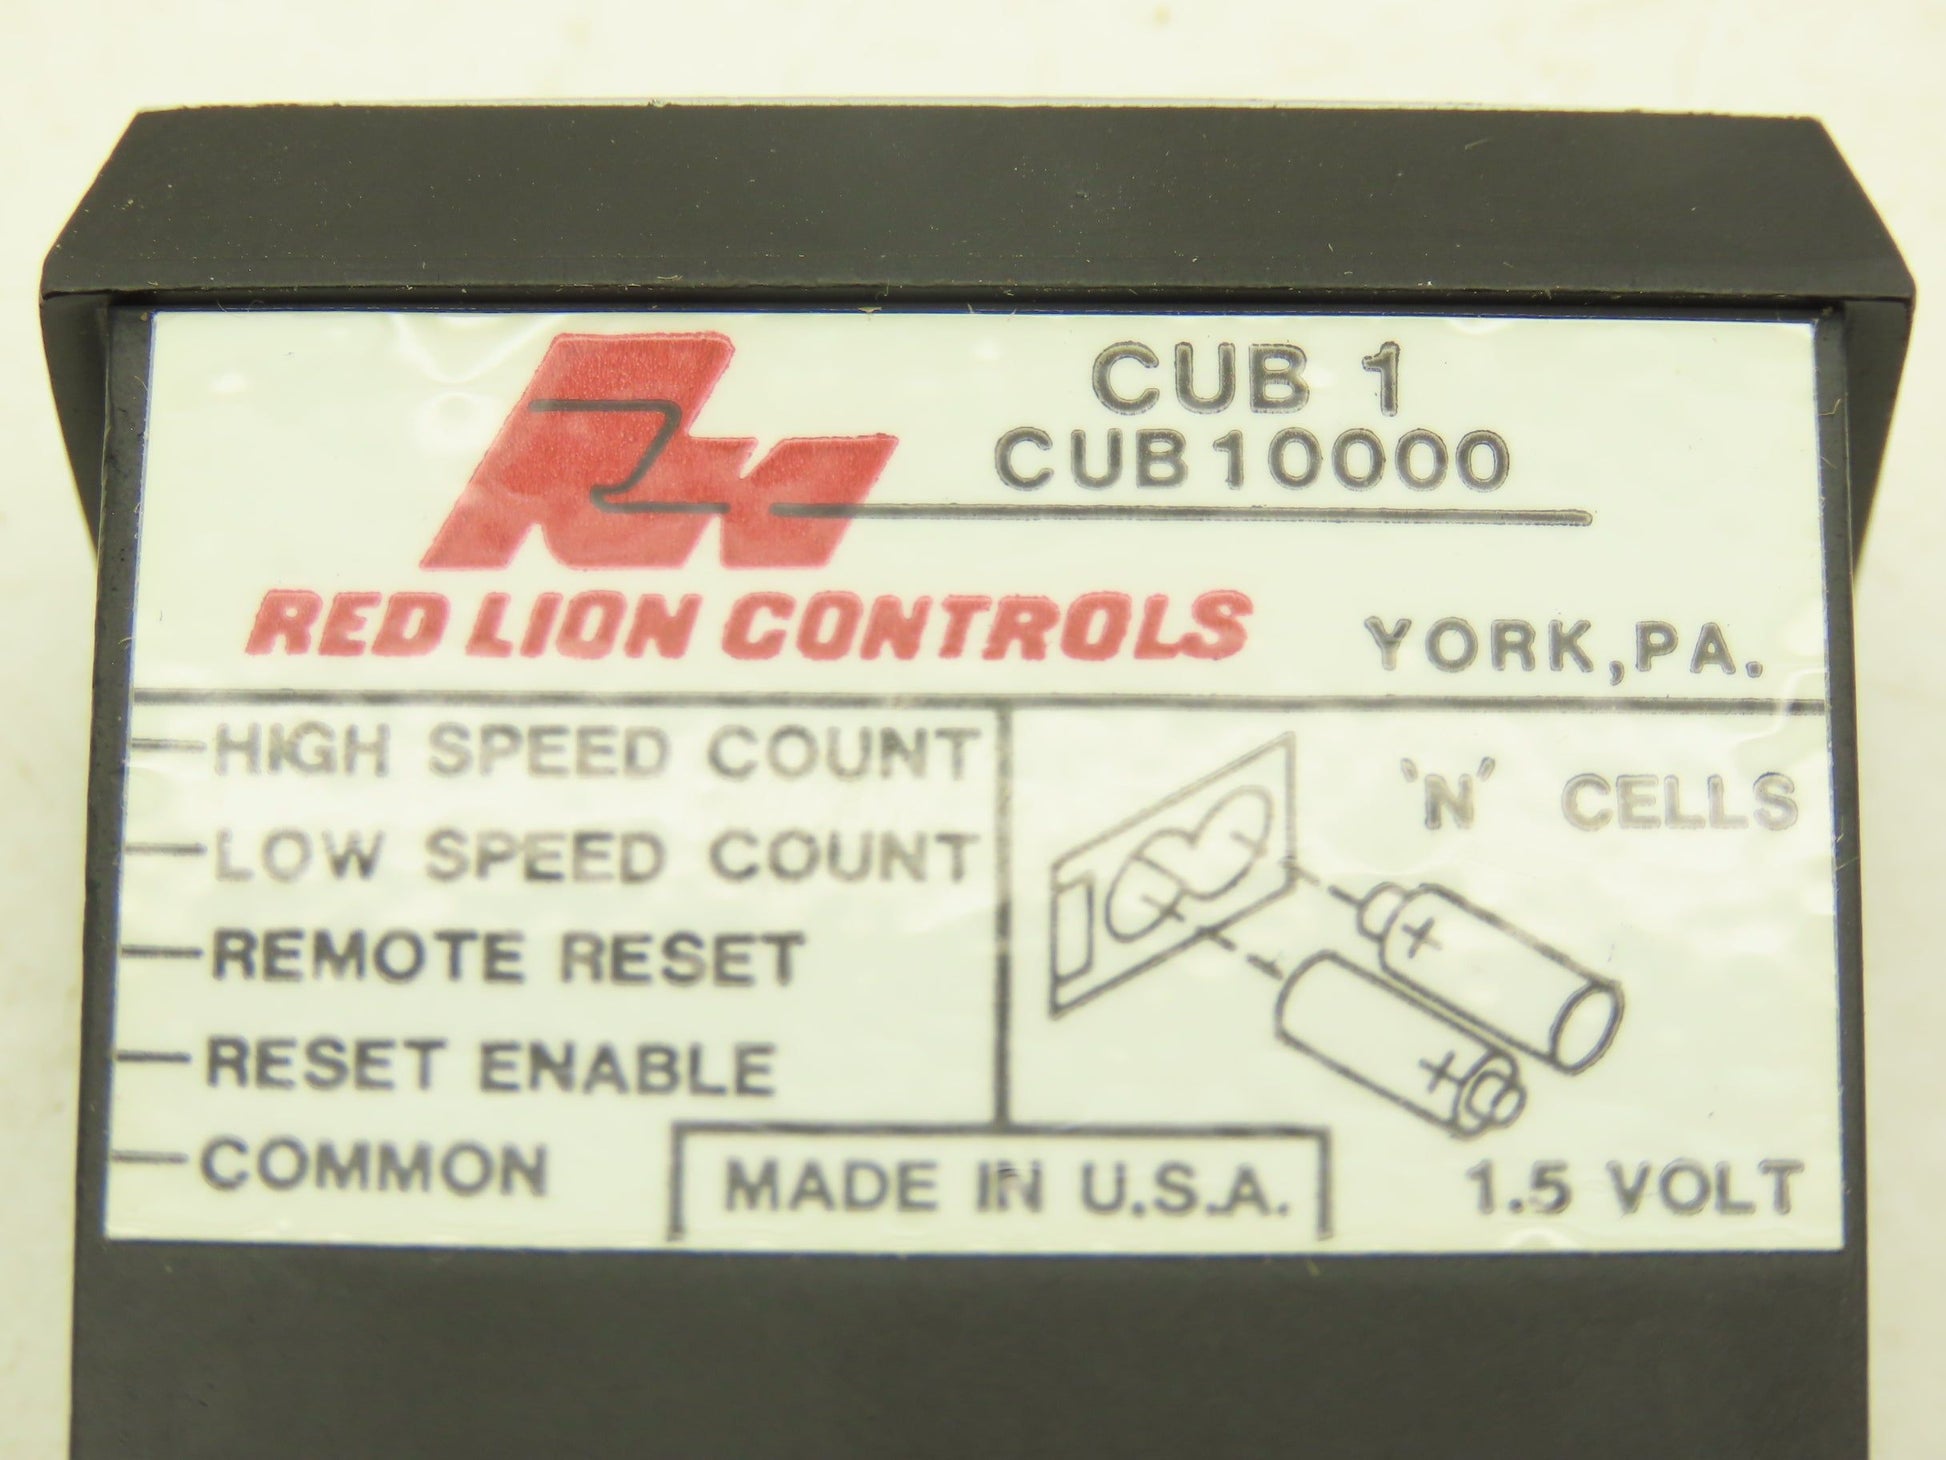 CUB 1
CUB10000
RED LION CONTROLS YORK, PA.
HIGH SPEED COUNT
LOW SPEED COUNT
REMOTE RESET
RESET ENABLE
COMMON
'N' CELLS
+
+
1.5 VOLT
MADE IN U.S.A.